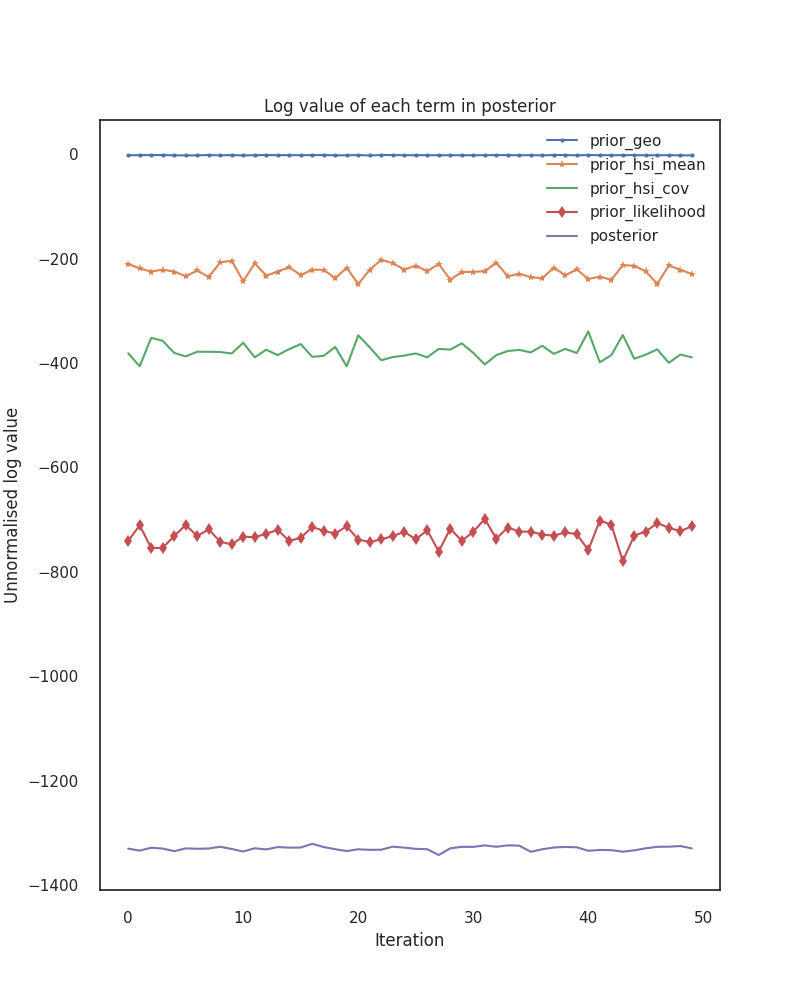 Log value of each term in posterior
prior_geo
prior_hsi_mean
prior_hsi_cov
prior_likelihood
posterior
Unnormalised log value
0
−200
−400
−600
−800
−1000
−1200
−1400
0 10 20 30 40 50
Iteration